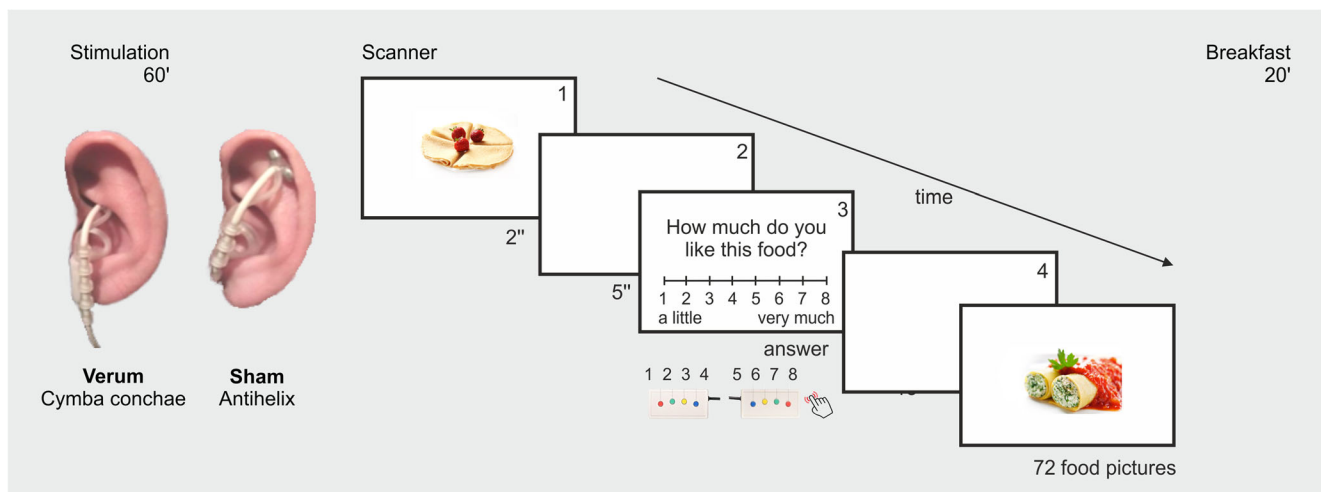 Stimulation
60'
Scanner
Breakfast
20'
1
2"
2
5"
3
How much do you
like this food?
1 2 3 4 5 6 7 8
a little very much
answer
1 2 3 4 5 6 7 8
4
time
Verum
Cymba conchae
Sham
Antihelix
72 food pictures